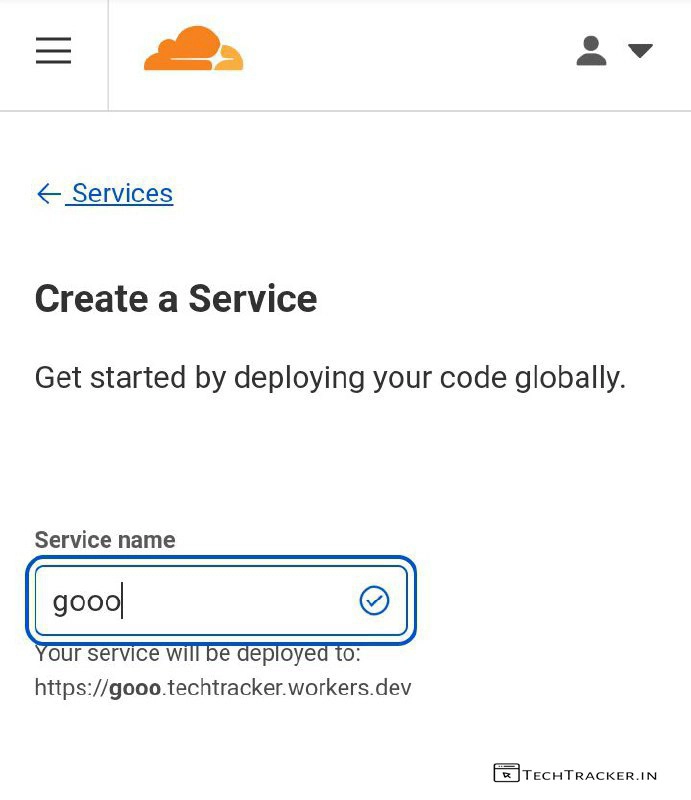 ← Services
Create a Service
Get started by deploying your code globally.
Service name
gooo
Your service will be deployed to:
https://gooo.techtracker.workers.dev
TECHTRACKER.IN